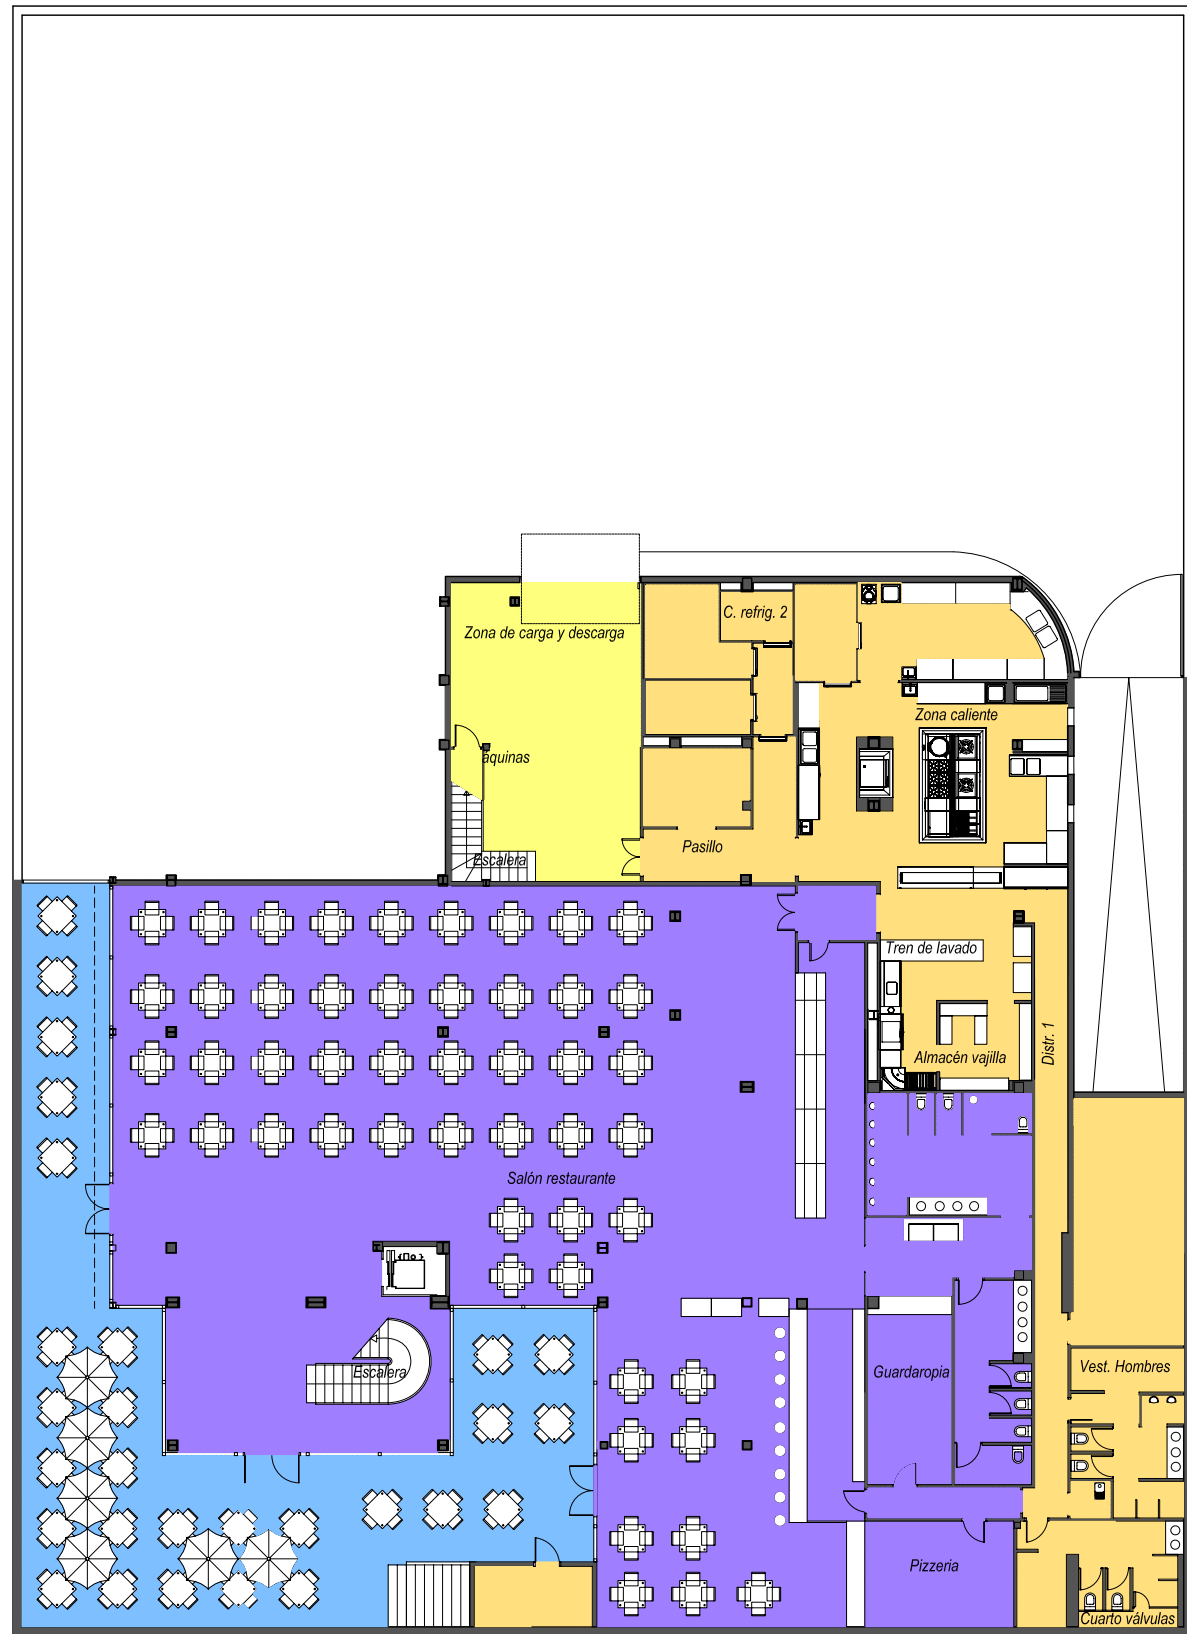 C. refrig. 2
Zona de carga y descarga
Zona caliente
aquinas
Pasillo
Escalera
Tren de lavado
Distr. 1
Almacén vajilla
Salón restaurante
Escalera
Guardaropia
Vest. Hombres
Pizzeria
Cuarto válvulas